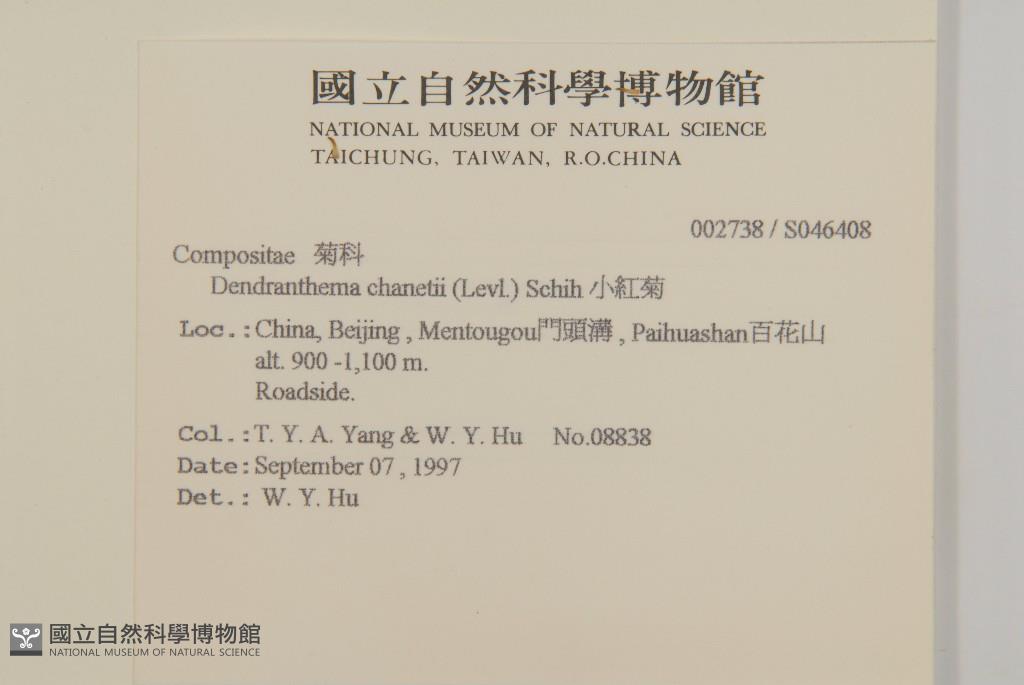 國立自然科學博物館
NATIONAL MUSEUM OF NATURAL SCIENCE
TAICHUNG, TAIWAN, R.O.CHINA
002738 / S046408
Compositae 菊科
Dendranthema chanetii (Levl.) Schih 小紅菊
Loc.: China, Beijing , Mentougou門頭溝 , Paihuashan百花山
alt. 900 -1,100 m.
Roadside.
Col.: T. Y. A. Yang & W. Y. Hu No.08838
Date: September 07 , 1997
Det.: W. Y. Hu
國立自然科學博物館
NATIONAL MUSEUM OF NATURAL SCIENCE